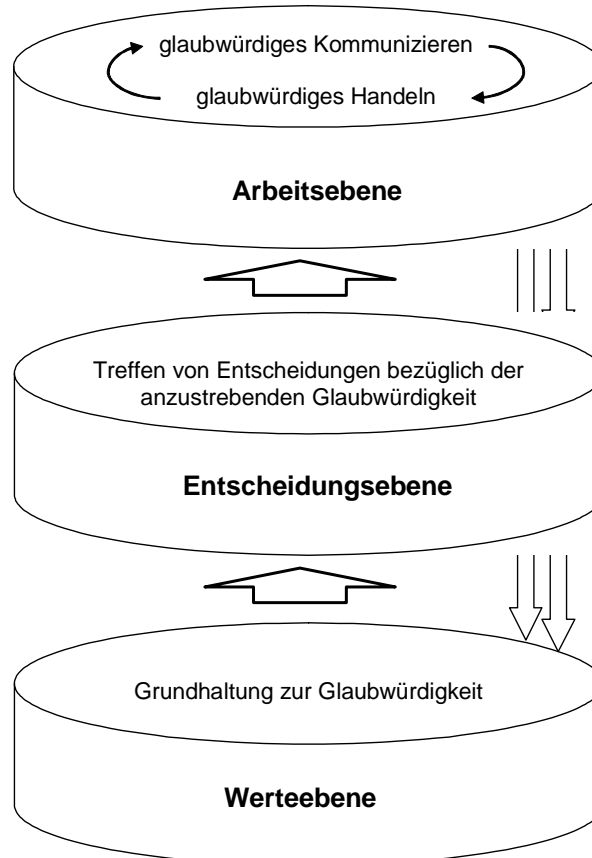 glaubwürdiges Kommunizieren
glaubwürdiges Handeln
Arbeitsebene
Treffen von Entscheidungen bezüglich der
anzustrebenden Glaubwürdigkeit
Entscheidungsebene
Grundhaltung zur Glaubwürdigkeit
Werteebene